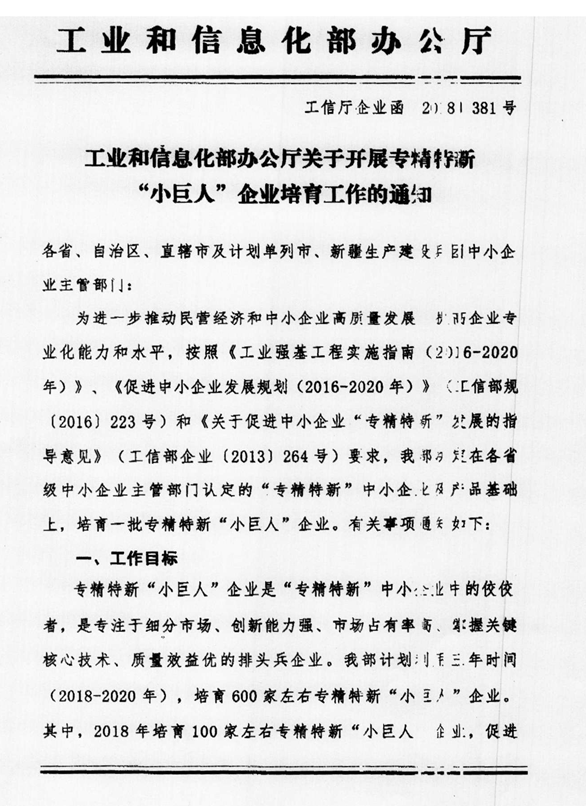 工业和信息化部办公厅
工信厅企业函 2018 381号
工业和信息化部办公厅关于开展专精特新
“小巨人”企业培育工作的通知
各省、自治区、直辖市及计划单列市、新疆生产建设兵团中小企
业主管部门：
为进一步推动民营经济和中小企业高质量发展 企业专
业化能力和水平，按照《工业强基工程实施指南（2016-2020
年）》、《促进中小企业发展规划（2016-2020年）》（工信部规
〔2016〕223号）和《关于促进中小企业“专精特新”发展的指
导意见》（工信部企业〔2013〕264号）要求，我部决定在各省
级中小企业主管部门认定的“专精特新”中小企业及产品基础
上，培育一批专精特新“小巨人”企业。有关事项通知如下：
一、工作目标
专精特新“小巨人”企业是“专精特新”中小企业中的佼佼
者，是专注于细分市场、创新能力强、市场占有率高、掌握关键
核心技术、质量效益优的排头兵企业。我部计划利用三年时间
（2018-2020年），培育600家左右专精特新“小巨人”企业。
其中，2018年培育100家左右专精特新“小巨人 企业，促进